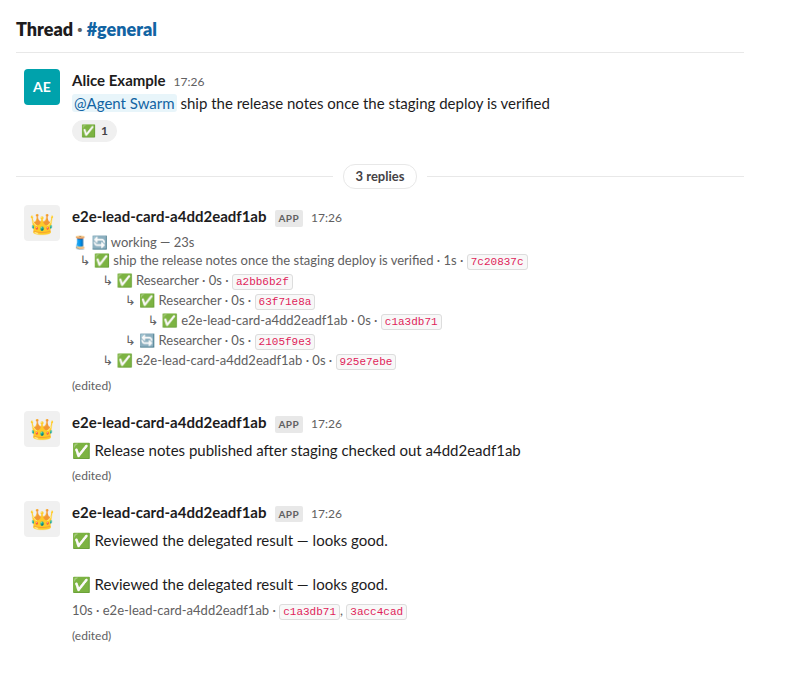 Thread • #general
AE
Alice Example 17:26
@Agent Swarm ship the release notes once the staging deploy is verified
✅ 1
3 replies
e2e-lead-card-a4dd2eadf1ab APP 17:26
🧵 🔄 working — 23s
↳ ✅ ship the release notes once the staging deploy is verified · 1s · 7c20837c
↳ ✅ Researcher · 0s · a2bb6b2f
↳ ✅ Researcher · 0s · 63f71e8a
↳ ✅ e2e-lead-card-a4dd2eadf1ab · 0s · c1a3db71
↳ 🔄 Researcher · 0s · 2105f9e3
↳ ✅ e2e-lead-card-a4dd2eadf1ab · 0s · 925e7ebe
(edited)
e2e-lead-card-a4dd2eadf1ab APP 17:26
✅ Release notes published after staging checked out a4dd2eadf1ab
(edited)
e2e-lead-card-a4dd2eadf1ab APP 17:26
✅ Reviewed the delegated result — looks good.
✅ Reviewed the delegated result — looks good.
10s · e2e-lead-card-a4dd2eadf1ab · c1a3db71, 3acc4cad
(edited)